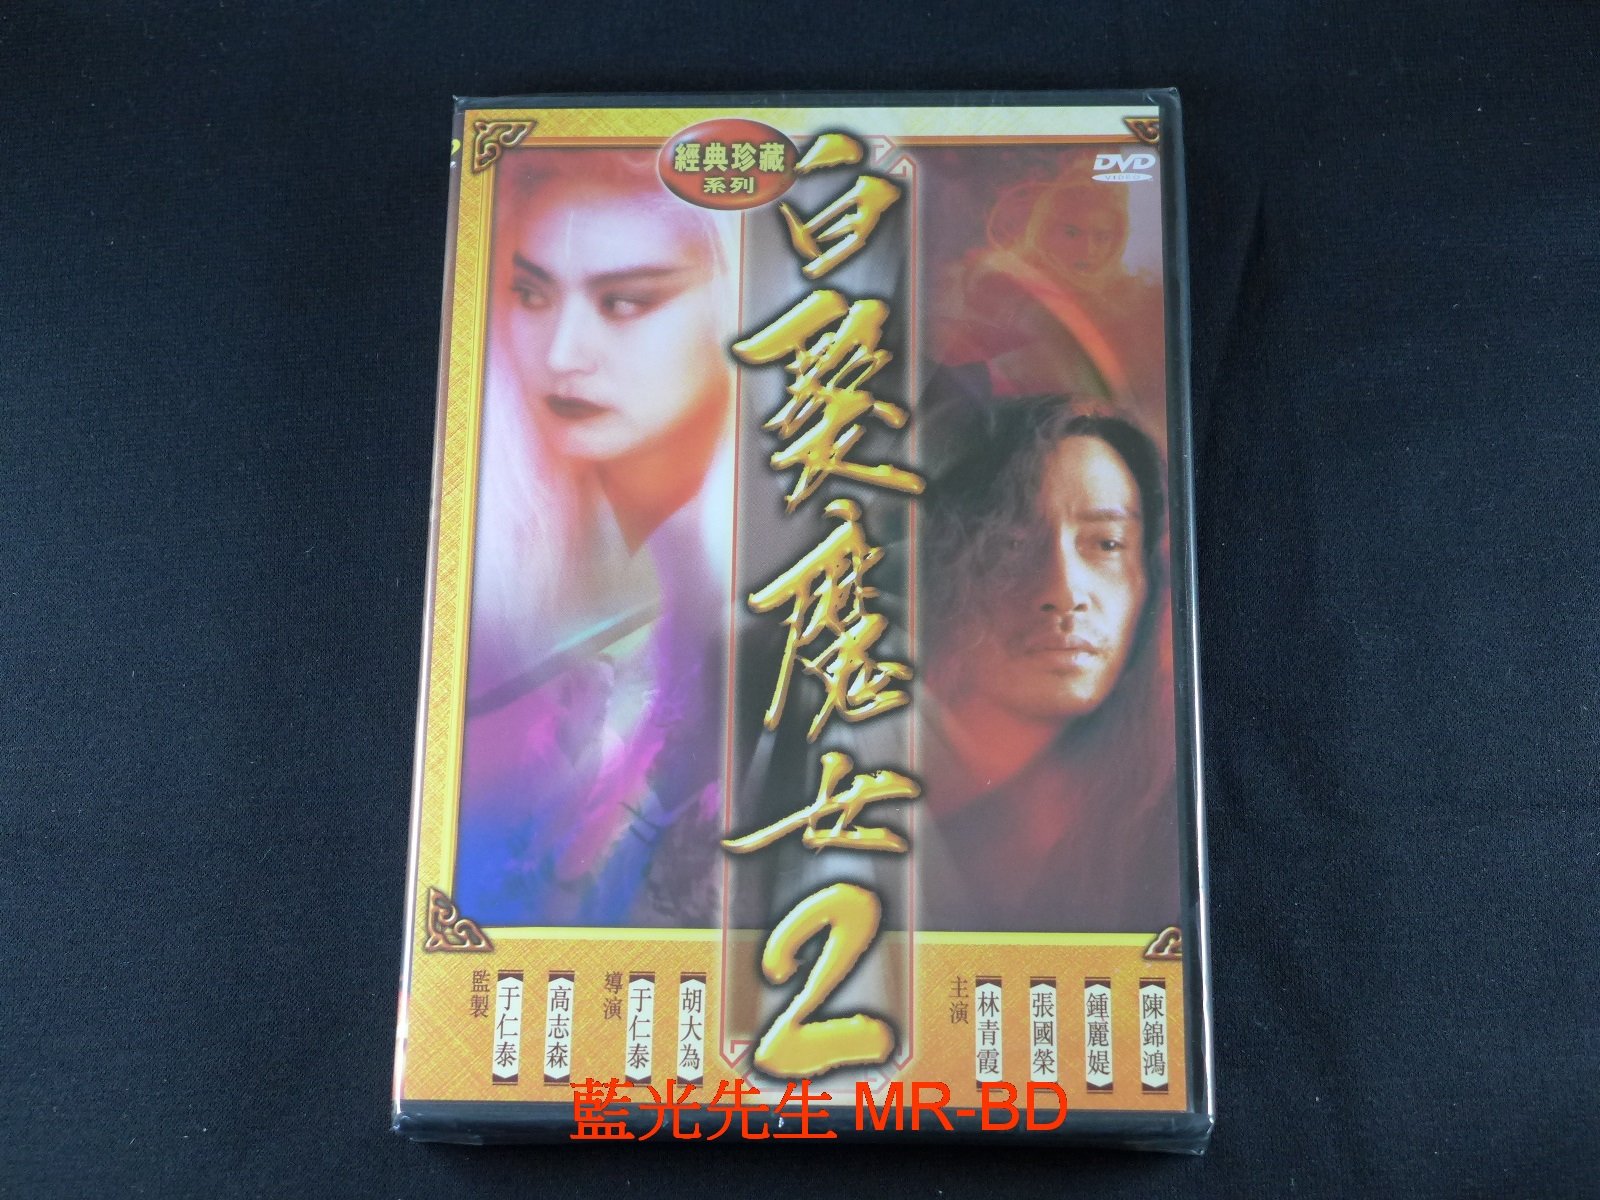 經典珍藏
系列
白髮魔女2
DVD
VIDEO
監製
于仁泰
高志森
導演
于仁泰
胡大為
主演
林青霞
張國榮
鍾麗媞
陳錦鴻
藍光先生 MR-BD